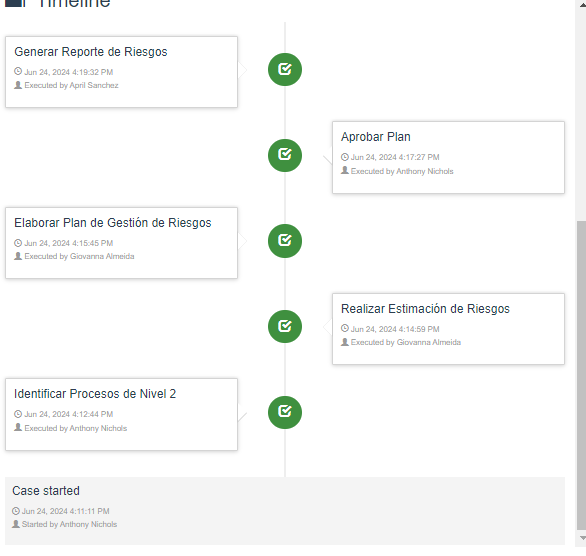 Timeline
Generar Reporte de Riesgos
Jun 24, 2024 4:19:32 PM
Executed by April Sanchez
Aprobar Plan
Jun 24, 2024 4:17:27 PM
Executed by Anthony Nichols
Elaborar Plan de Gestión de Riesgos
Jun 24, 2024 4:15:45 PM
Executed by Giovanna Almeida
Realizar Estimación de Riesgos
Jun 24, 2024 4:14:59 PM
Executed by Giovanna Almeida
Identificar Procesos de Nivel 2
Jun 24, 2024 4:12:44 PM
Executed by Anthony Nichols
Case started
Jun 24, 2024 4:11:11 PM
Started by Anthony Nichols